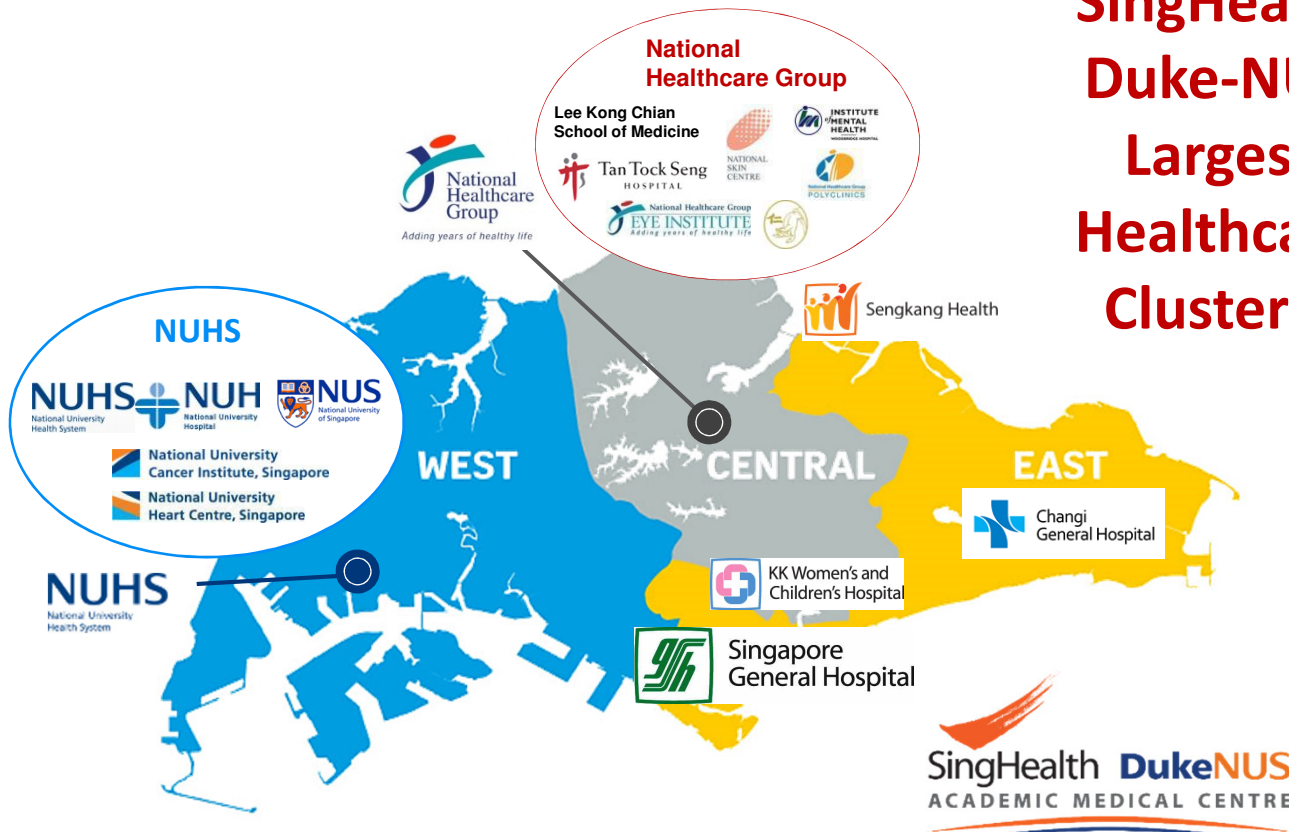 SingHea
Duke-NU
Larges
Healthca
Cluster
National
Healthcare Group
Lee Kong Chian
School of Medicine
INSTITUTE
of MENTAL
HEALTH
WOODBRIDGE HOSPITAL
NATIONAL
SKIN
CENTRE
Tan Tock Seng
HOSPITAL
National Healthcare Group
POLYCLINICS
National Healthcare Group
EYE INSTITUTE
Adding years of healthy life
National
Healthcare
Group
Adding years of healthy life
Sengkang Health
NUHS
NUHS
National University
Health System
NUH
National University
Hospital
NUS
National University
of Singapore
National University
Cancer Institute, Singapore
National University
Heart Centre, Singapore
WEST
CENTRAL
EAST
Changi
General Hospital
KK Women's and
Children's Hospital
NUHS
National University
Health System
Singapore
General Hospital
SingHealth DukeNUS
ACADEMIC MEDICAL CENTRE